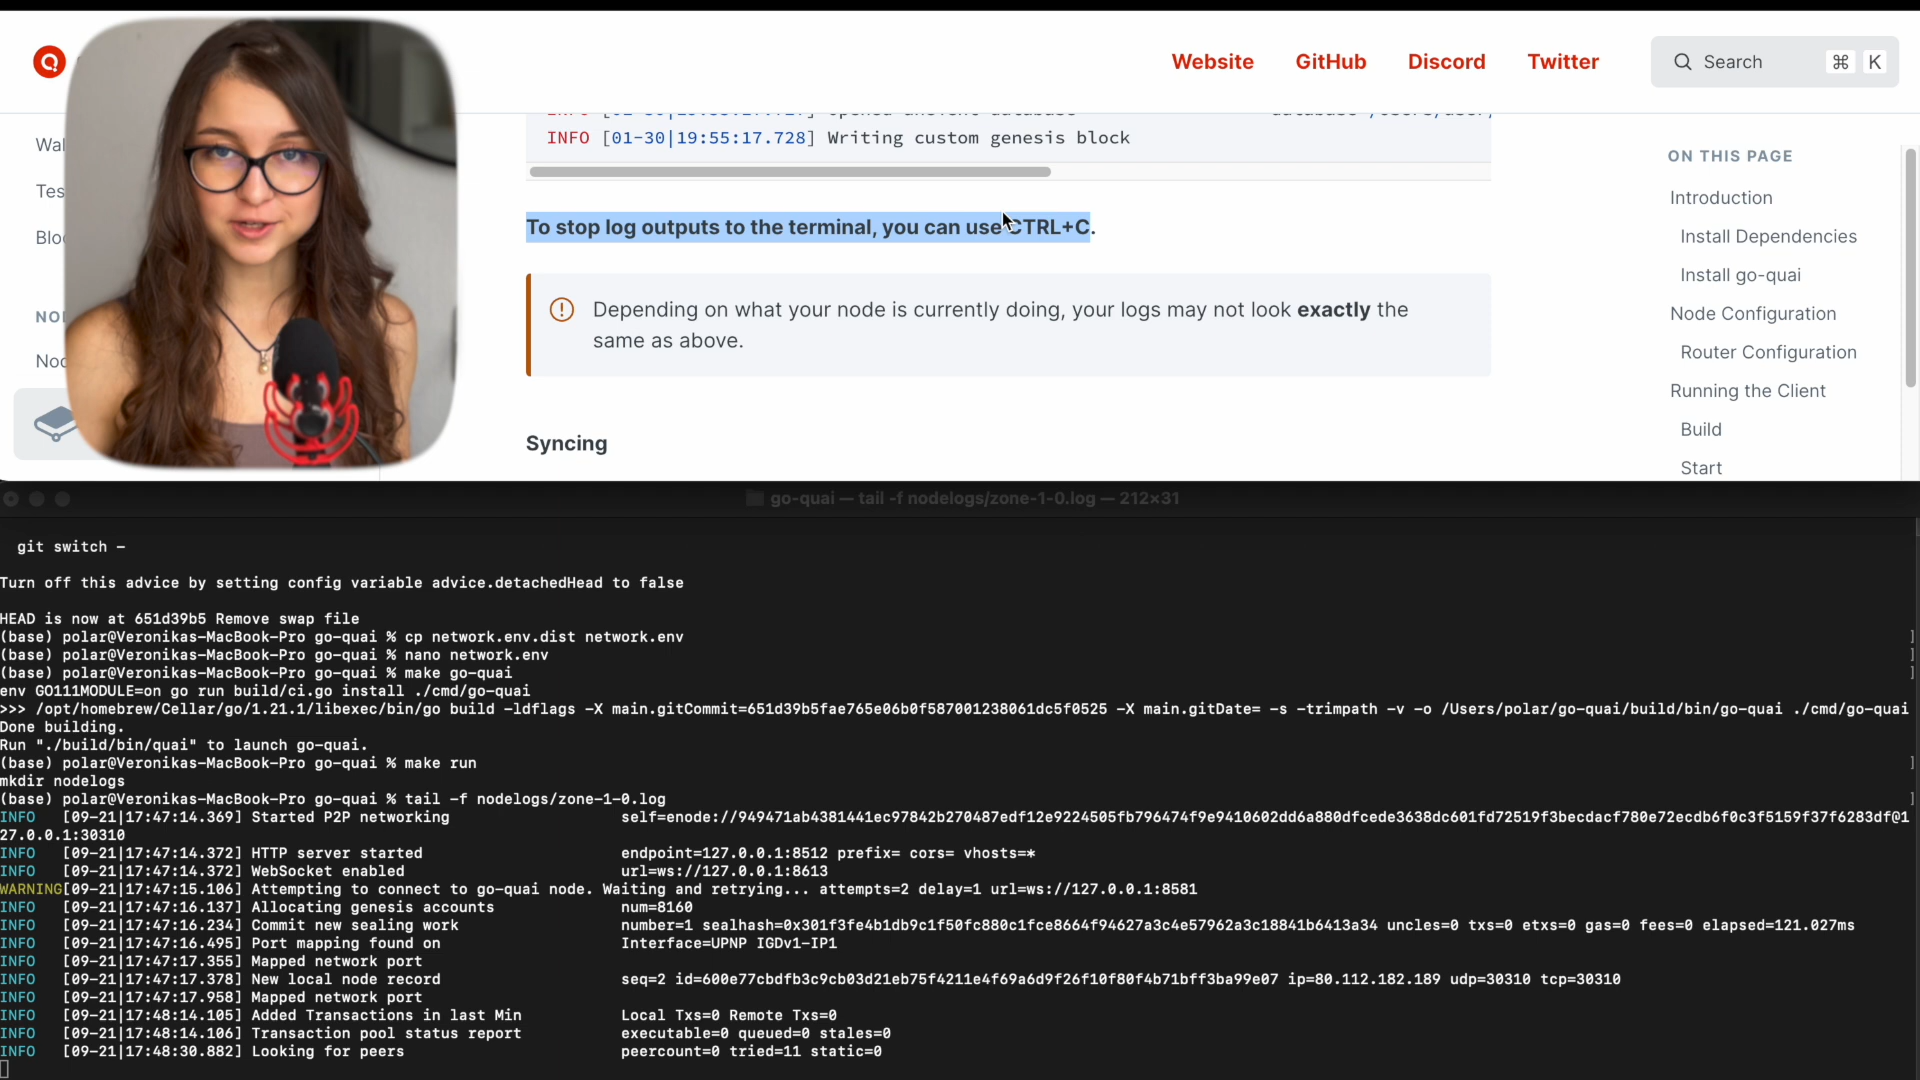 Website GitHub Discord Twitter Search ⌘ K
INFO [01-30|19:55:17.728] Writing custom genesis block
To stop log outputs to the terminal, you can use CTRL+C.
Depending on what your node is currently doing, your logs may not look exactly the
same as above.
Syncing
ON THIS PAGE
Introduction
Install Dependencies
Install go-quai
Node Configuration
Router Configuration
Running the Client
Build
Start
go-quai — tail -f nodelogs/zone-1-0.log — 212×31
git switch -
Turn off this advice by setting config variable advice.detachedHead to false
HEAD is now at 651d39b5 Remove swap file
(base) polar@Veronikas-MacBook-Pro go-quai % cp network.env.dist network.env
(base) polar@Veronikas-MacBook-Pro go-quai % nano network.env
(base) polar@Veronikas-MacBook-Pro go-quai % make go-quai
env GO111MODULE=on go run build/ci.go install ./cmd/go-quai
>>> /opt/homebrew/Cellar/go/1.21.1/libexec/bin/go build -ldflags -X main.gitCommit=651d39b5fae765e06b0f587001238061dc5f0525 -X main.gitDate= -s -trimpath -v -o /Users/polar/go-quai/build/bin/go-quai ./cmd/go-quai
Done building.
Run "./build/bin/quai" to launch go-quai.
(base) polar@Veronikas-MacBook-Pro go-quai % make run
mkdir nodelogs
(base) polar@Veronikas-MacBook-Pro go-quai % tail -f nodelogs/zone-1-0.log
INFO [09-21|17:47:14.369] Started P2P networking self=enode://949471ab4381441ec97842b270487edf12e9224505fb796474f9e9410602dd6a880dfcede3638dc601fd72519f3becdacf780e72ecdb6f0c3f5159f37f6283df@1
27.0.0.1:30310
INFO [09-21|17:47:14.372] HTTP server started endpoint=127.0.0.1:8512 prefix= cors= vhosts=*
INFO [09-21|17:47:14.372] WebSocket enabled url=ws://127.0.0.1:8613
WARNING[09-21|17:47:15.106] Attempting to connect to go-quai node. Waiting and retrying... attempts=2 delay=1 url=ws://127.0.0.1:8581
INFO [09-21|17:47:16.137] Allocating genesis accounts num=8160
INFO [09-21|17:47:16.234] Commit new sealing work number=1 sealhash=0x301f3fe4b1db9c1f50fc880c1fce8664f94627a3c4e57962a3c18841b6413a34 uncles=0 txs=0 etxs=0 gas=0 fees=0 elapsed=121.027ms
INFO [09-21|17:47:16.495] Port mapping found on Interface=UPNP IGDv1-IP1
INFO [09-21|17:47:17.355] Mapped network port
INFO [09-21|17:47:17.378] New local node record seq=2 id=600e77cbdfb3c9cb03d21eb75f4211e4f69a6d9f26f10f80f4b71bff3ba99e07 ip=80.112.182.189 udp=30310 tcp=30310
INFO [09-21|17:47:17.958] Mapped network port
INFO [09-21|17:48:14.105] Added Transactions in last Min Local Txs=0 Remote Txs=0
INFO [09-21|17:48:14.106] Transaction pool status report executable=0 queued=0 stales=0
INFO [09-21|17:48:30.882] Looking for peers peercount=0 tried=11 static=0